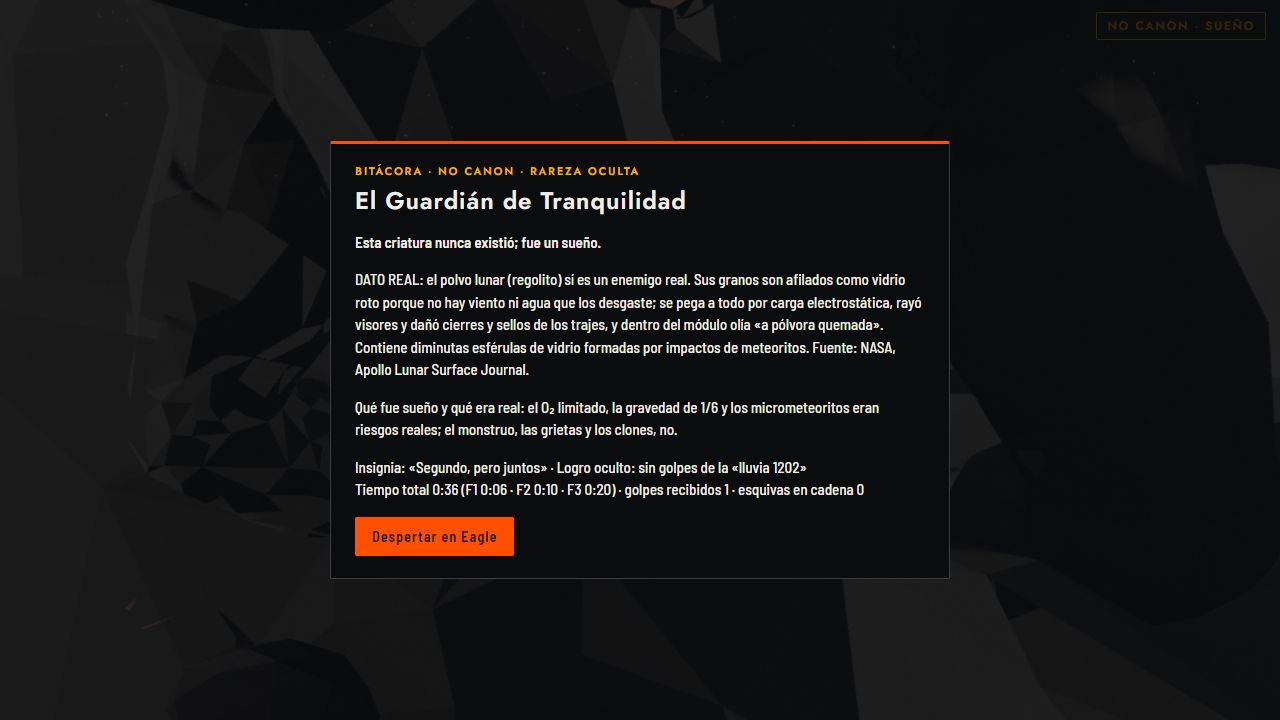 NO CANON · SUEÑO
BITÁCORA · NO CANON · RAREZA OCULTA
El Guardián de Tranquilidad
Esta criatura nunca existió; fue un sueño.
DATO REAL: el polvo lunar (regolito) sí es un enemigo real. Sus granos son afilados como vidrio
roto porque no hay viento ni agua que los desgaste; se pega a todo por carga electrostática, rayó
visores y dañó cierres y sellos de los trajes, y dentro del módulo olía «a pólvora quemada».
Contiene diminutas esférulas de vidrio formadas por impactos de meteoritos. Fuente: NASA,
Apollo Lunar Surface Journal.
Qué fue sueño y qué era real: el O₂ limitado, la gravedad de 1/6 y los micrometeoritos eran
riesgos reales; el monstruo, las grietas y los clones, no.
Insignia: «Segundo, pero juntos» · Logro oculto: sin golpes de la «lluvia 1202»
Tiempo total 0:36 (F1 0:06 · F2 0:10 · F3 0:20) · golpes recibidos 1 · esquivas en cadena 0
Despertar en Eagle